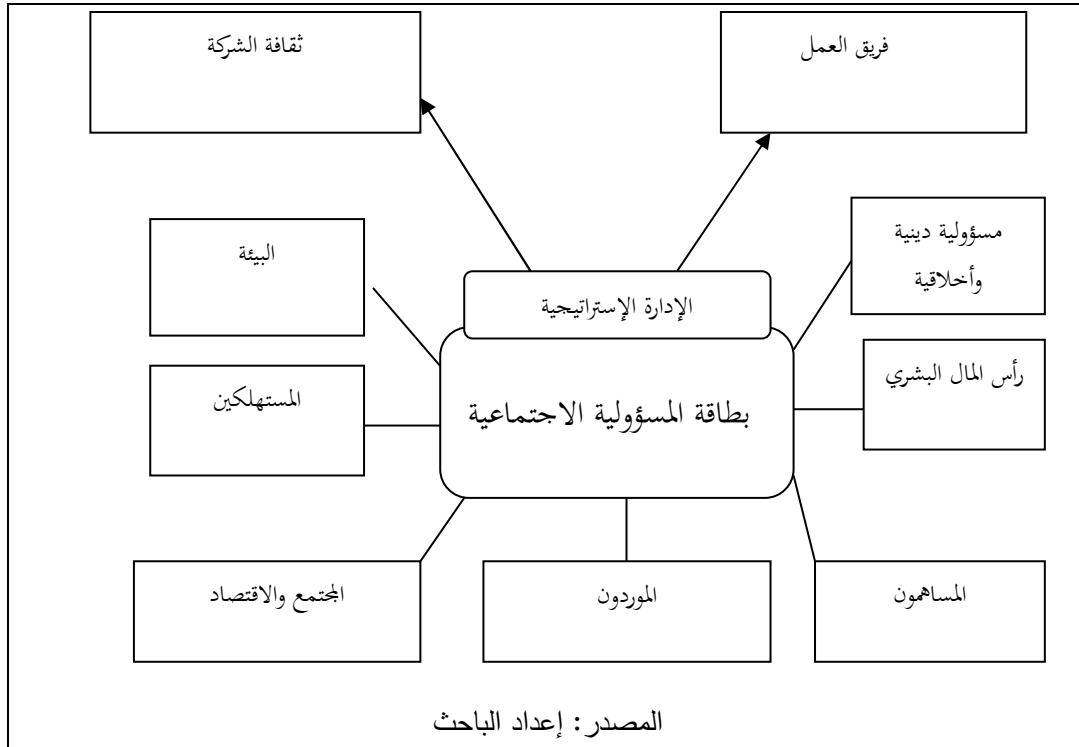 فريق العمل
ثقافة الشركة
مسؤولية دينية
وأخلاقية
البيئة
الإدارة الإستراتيجية
رأس المال البشري
المستهلكين
بطاقة المسؤولية الاجتماعية
المساهمون
الموردون
المجتمع والاقتصاد
المصدر: إعداد الباحث